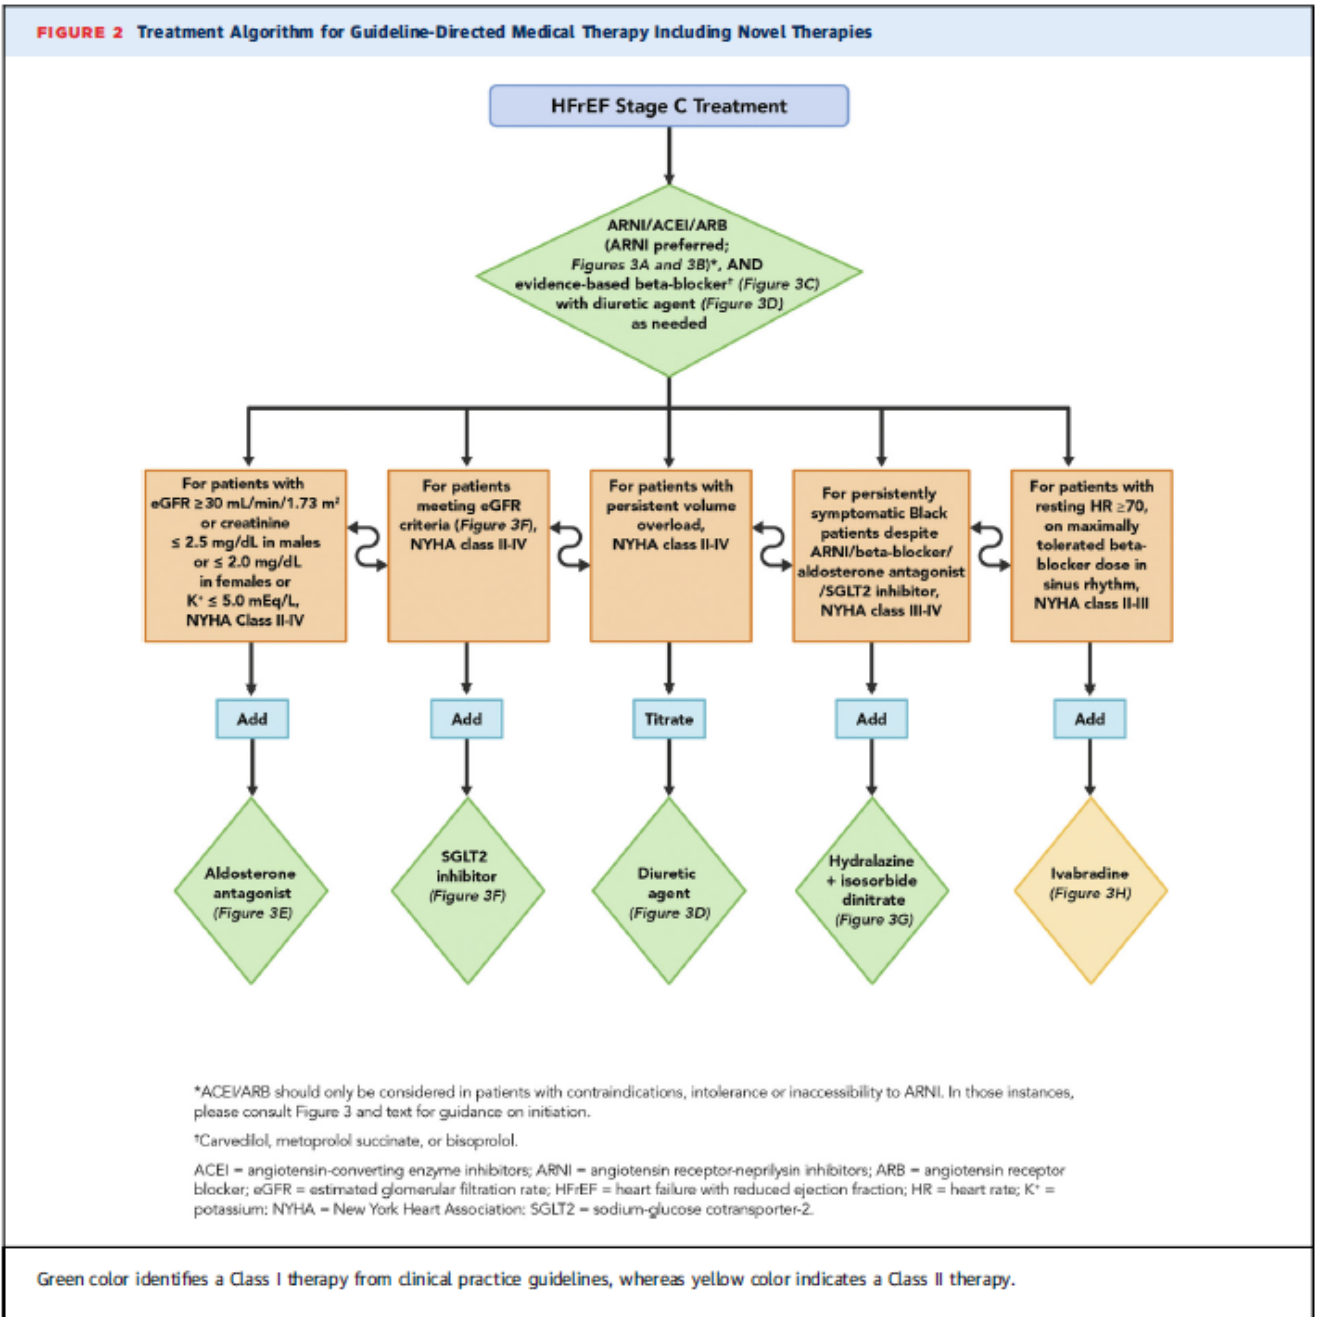 FIGURE 2 Treatment Algorithm for Guideline-Directed Medical Therapy Including Novel Therapies
HFrEF Stage C Treatment
ARNI/ACEI/ARB
(ARNI preferred;
Figures 3A and 3B)*, AND
evidence-based beta-blocker† (Figure 3C)
with diuretic agent (Figure 3D)
as needed
For patients with
eGFR ≥30 mL/min/1.73 m²
or creatinine
≤ 2.5 mg/dL in males
or ≤ 2.0 mg/dL
in females or
K⁺ ≤ 5.0 mEq/L,
NYHA Class II-IV
For patients
meeting eGFR
criteria (Figure 3F),
NYHA class II-IV
For patients with
persistent volume
overload,
NYHA class II-IV
For persistently
symptomatic Black
patients despite
ARNI/beta-blocker/
aldosterone antagonist
/SGLT2 inhibitor,
NYHA class III-IV
For patients with
resting HR ≥70,
on maximally
tolerated beta-
blocker dose in
sinus rhythm,
NYHA class II-III
Add
Add
Titrate
Add
Add
Aldosterone
antagonist
(Figure 3E)
SGLT2
inhibitor
(Figure 3F)
Diuretic
agent
(Figure 3D)
Hydralazine
+ isosorbide
dinitrate
(Figure 3G)
Ivabradine
(Figure 3H)
*ACEI/ARB should only be considered in patients with contraindications, intolerance or inaccessibility to ARNI. In those instances,
please consult Figure 3 and text for guidance on initiation.
†Carvedilol, metoprolol succinate, or bisoprolol.
ACEI = angiotensin-converting enzyme inhibitors; ARNI = angiotensin receptor-neprilysin inhibitors; ARB = angiotensin receptor
blocker; eGFR = estimated glomerular filtration rate; HFrEF = heart failure with reduced ejection fraction; HR = heart rate; K⁺ =
potassium; NYHA = New York Heart Association; SGLT2 = sodium-glucose cotransporter-2.
Green color identifies a Class I therapy from clinical practice guidelines, whereas yellow color indicates a Class II therapy.